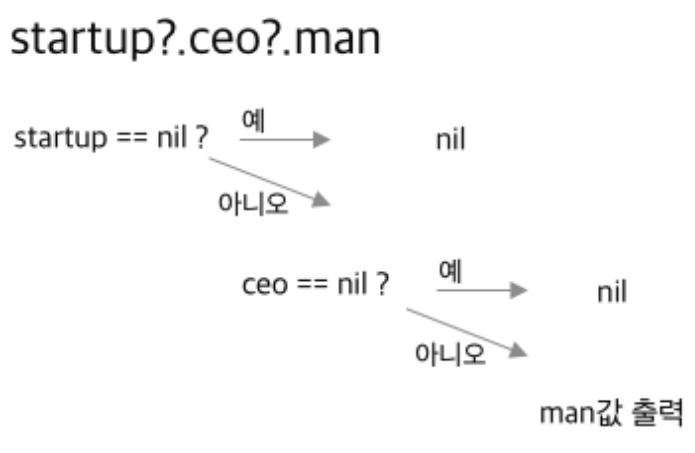 startup?.ceo?.man
startup == nil ? 예 nil
아니오
ceo == nil ? 예 nil
아니오
man값 출력